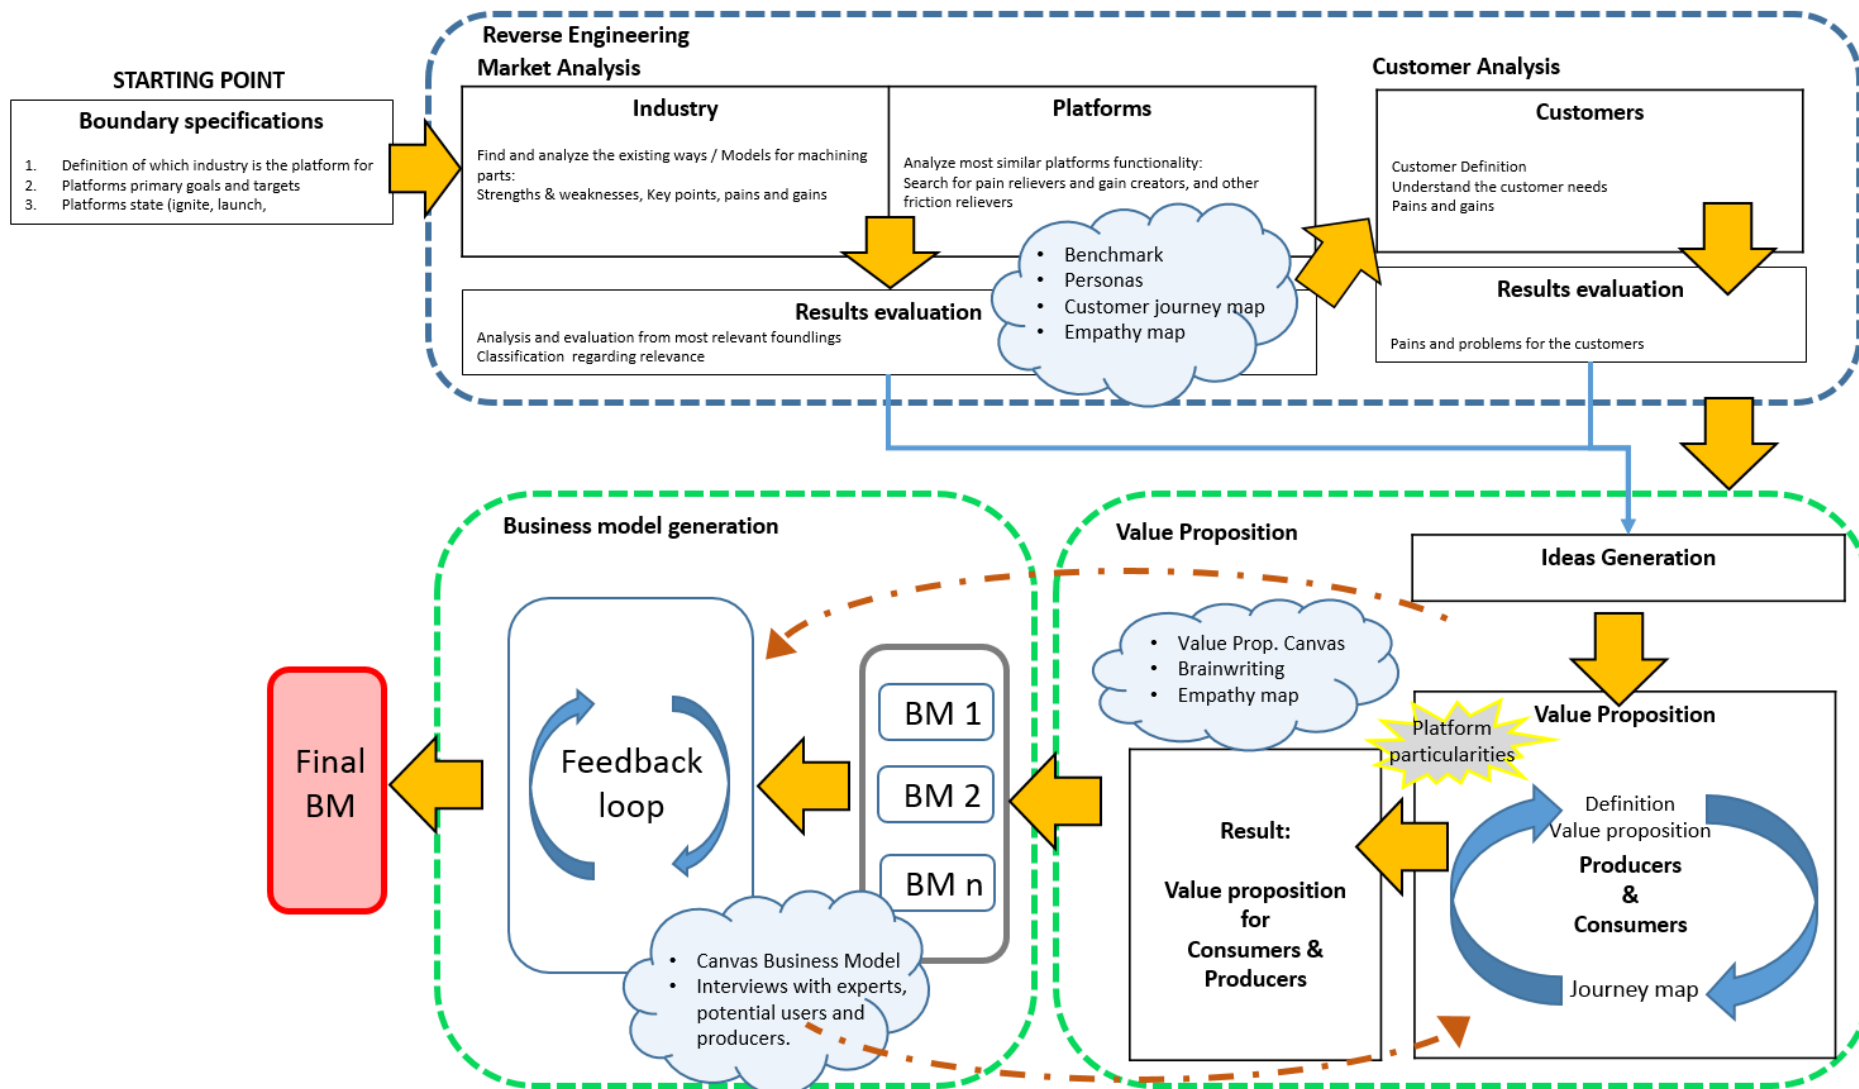 Reverse Engineering
Market Analysis
Customer Analysis
STARTING POINT
Boundary specifications
1. Definition of which industry is the platform for
2. Platforms primary goals and targets
3. Platforms state (ignite, launch,
Industry
Find and analyze the existing ways / Models for machining
parts:
Strengths & weaknesses, Key points, pains and gains
Platforms
Analyze most similar platforms functionality:
Search for pain relievers and gain creators, and other
friction relievers
Customers
Customer Definition
Understand the customer needs
Pains and gains
• Benchmark
• Personas
• Customer journey map
• Empathy map
Results evaluation
Analysis and evaluation from most relevant foundlings
Classification regarding relevance
Results evaluation
Pains and problems for the customers
Business model generation
Value Proposition
Ideas Generation
• Value Prop. Canvas
• Brainwriting
• Empathy map
Value Proposition
Platform
particularities
Definition
Value proposition
Producers
&
Consumers
Journey map
Result:
Value proposition
for
Consumers &
Producers
BM 1
BM 2
BM n
Feedback
loop
Final
BM
• Canvas Business Model
• Interviews with experts,
potential users and
producers.